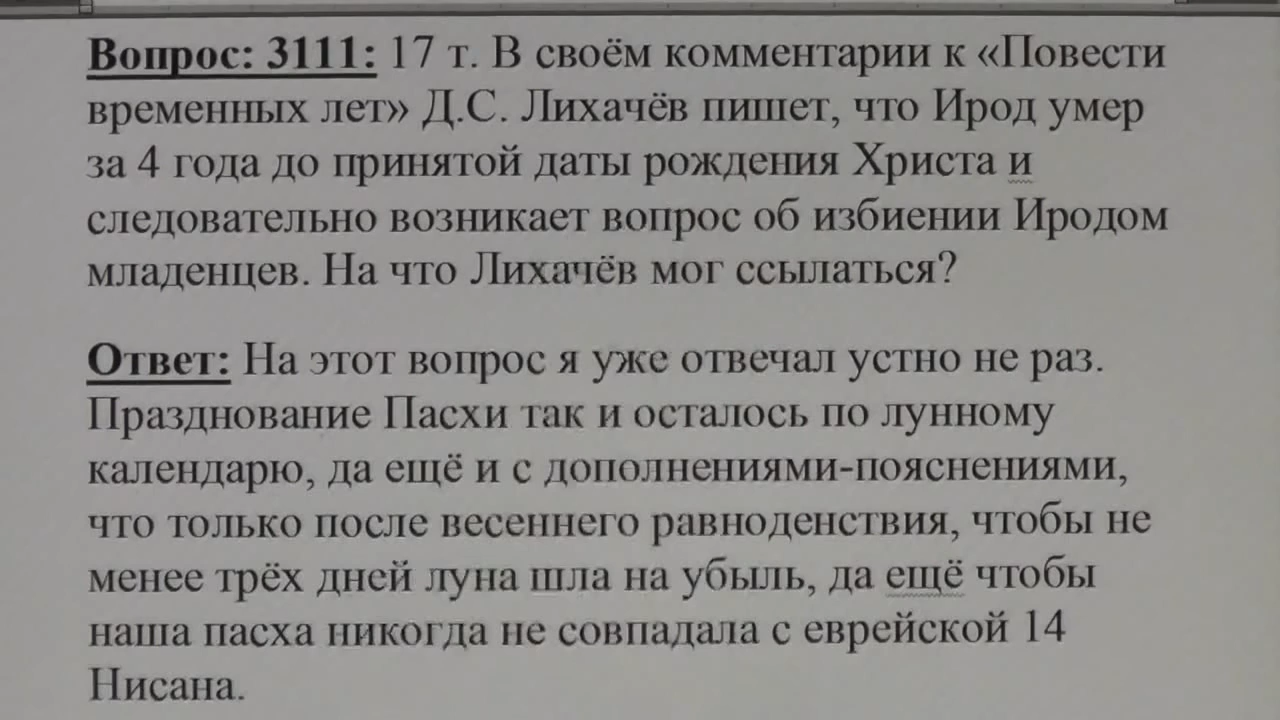 Вопрос: 3111: 17 т. В своём комментарии к «Повести
временных лет» Д.С. Лихачёв пишет, что Ирод умер
за 4 года до принятой даты рождения Христа и
следовательно возникает вопрос об избиении Иродом
младенцев. На что Лихачёв мог ссылаться?
Ответ: На этот вопрос я уже отвечал устно не раз.
Празднование Пасхи так и осталось по лунному
календарю, да ещё и с дополнениями-пояснениями,
что только после весеннего равноденствия, чтобы не
менее трёх дней луна шла на убыль, да ещё чтобы
наша пасха никогда не совпадала с еврейской 14
Нисана.